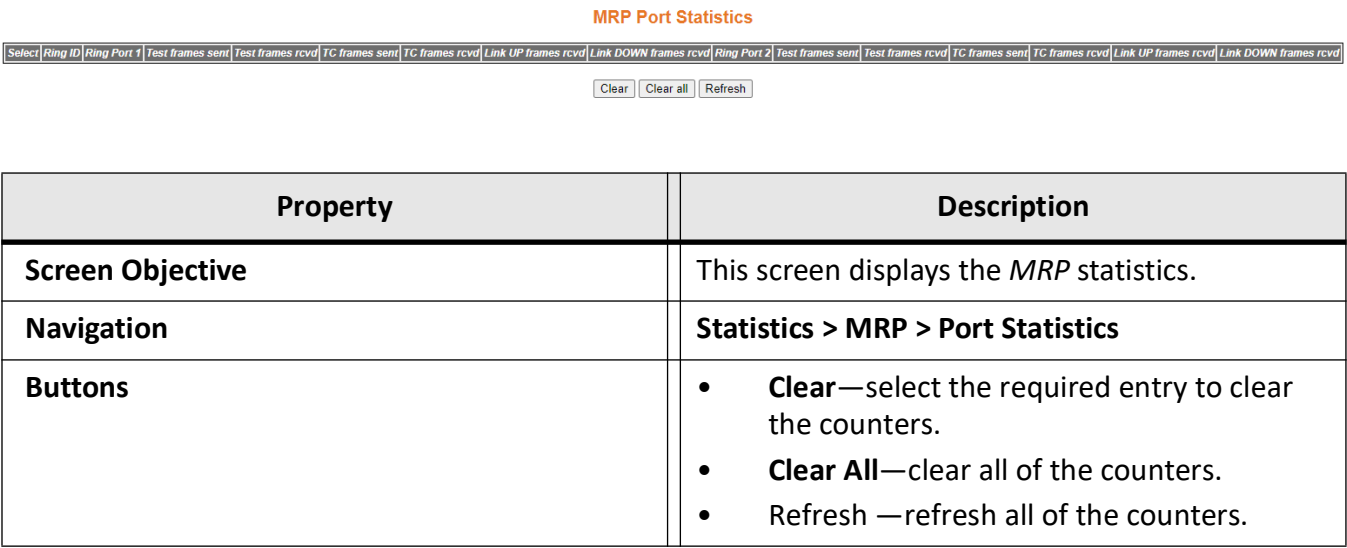 MRP Port Statistics
Select Ring ID Ring Port 1 Test frames sent Test frames rcvd TC frames sent TC frames rcvd Link UP frames rcvd Link DOWN frames rcvd Ring Port 2 Test frames sent Test frames rcvd TC frames sent TC frames rcvd Link UP frames rcvd Link DOWN frames rcvd
Clear Clear all Refresh
Property Description
Screen Objective This screen displays the MRP statistics.
Navigation Statistics > MRP > Port Statistics
Buttons • Clear—select the required entry to clear
the counters.
• Clear All—clear all of the counters.
• Refresh —refresh all of the counters.